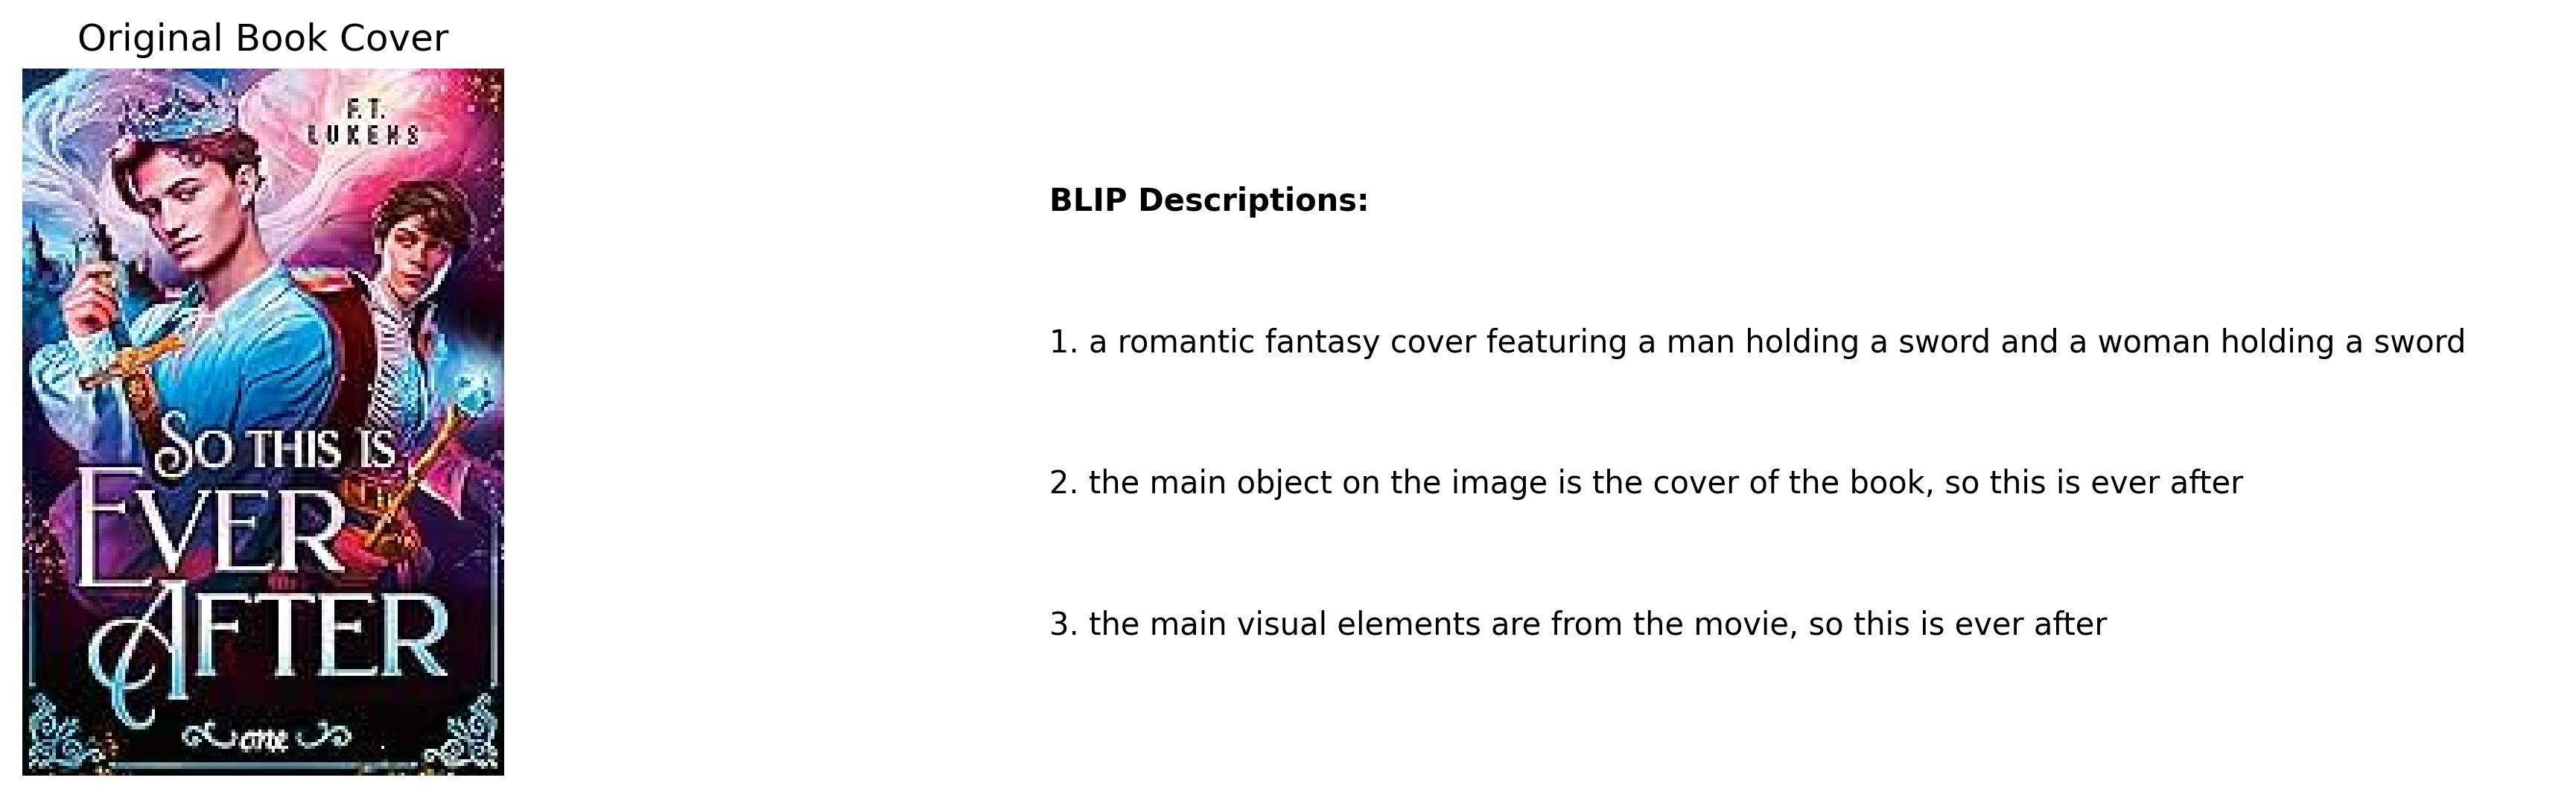 Original Book Cover
F.T.
LUKENS
SO THIS IS
EVER
AFTER
one
BLIP Descriptions:
1. a romantic fantasy cover featuring a man holding a sword and a woman holding a sword
2. the main object on the image is the cover of the book, so this is ever after
3. the main visual elements are from the movie, so this is ever after